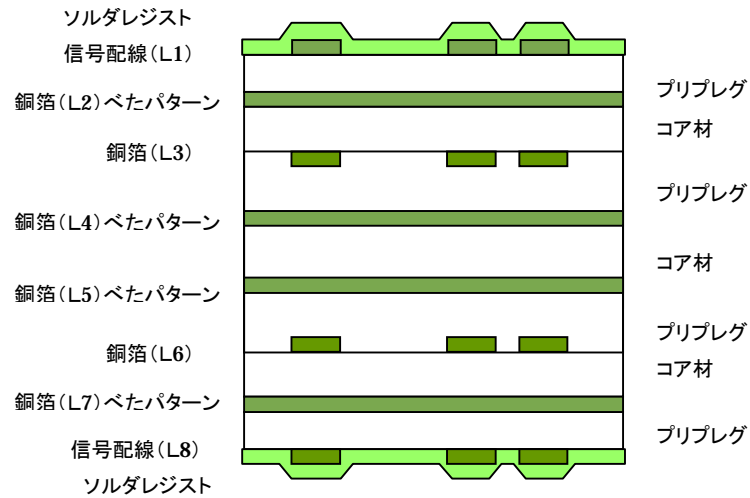 ソルダレジスト
信号配線(L1)
プリプレグ
銅箔(L2)べたパターン
コア材
銅箔(L3)
プリプレグ
銅箔(L4)べたパターン
コア材
銅箔(L5)べたパターン
プリプレグ
銅箔(L6)
コア材
銅箔(L7)べたパターン
プリプレグ
信号配線(L8)
ソルダレジスト